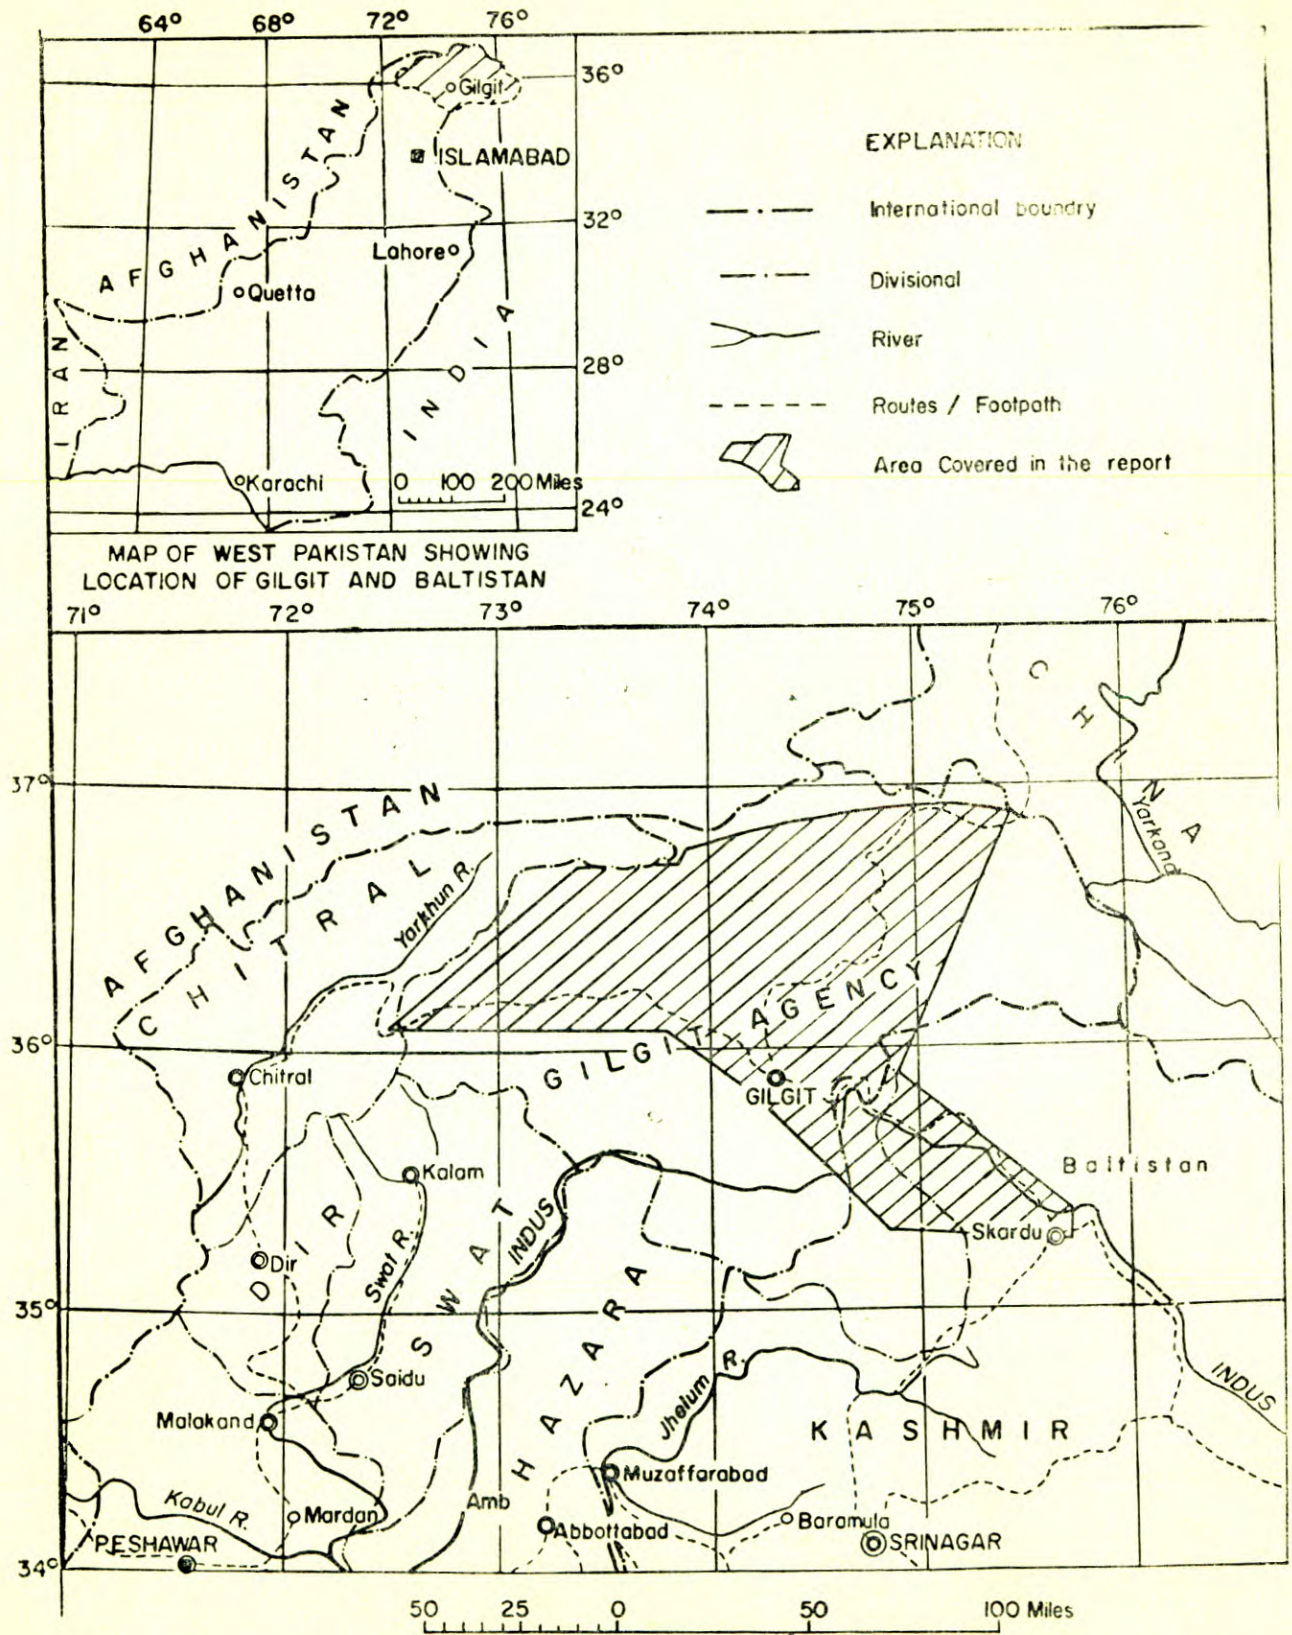 64° 68° 72° 76°
36°
Gilgit
ISLAMABAD
AFGHANISTAN
32°
Lahore
Quetta
INDIA
28°
IRAN
Karachi
0 100 200 Miles
24°
EXPLANATION
International boundry
Divisional
River
Routes / Footpath
Area Covered in the report
MAP OF WEST PAKISTAN SHOWING
LOCATION OF GILGIT AND BALTISTAN
71° 72° 73° 74° 75° 76°
CHINA
37°
AFGHANISTAN
CHITRAL
Yarkhun R.
Yarkand
36°
GILGIT AGENCY
Chitral
GILGIT
Kalam
Baltistan
DIR
Swat R.
SWAT
INDUS
Skardu
Dir
HAZARA
35°
Saidu
Jhelum R.
INDUS
Malakand
KASHMIR
Muzaffarabad
Amb
Kabul R.
Mardan
Abbottabad
Baramula
PESHAWAR
SRINAGAR
34°
50 25 0 50 100 Miles